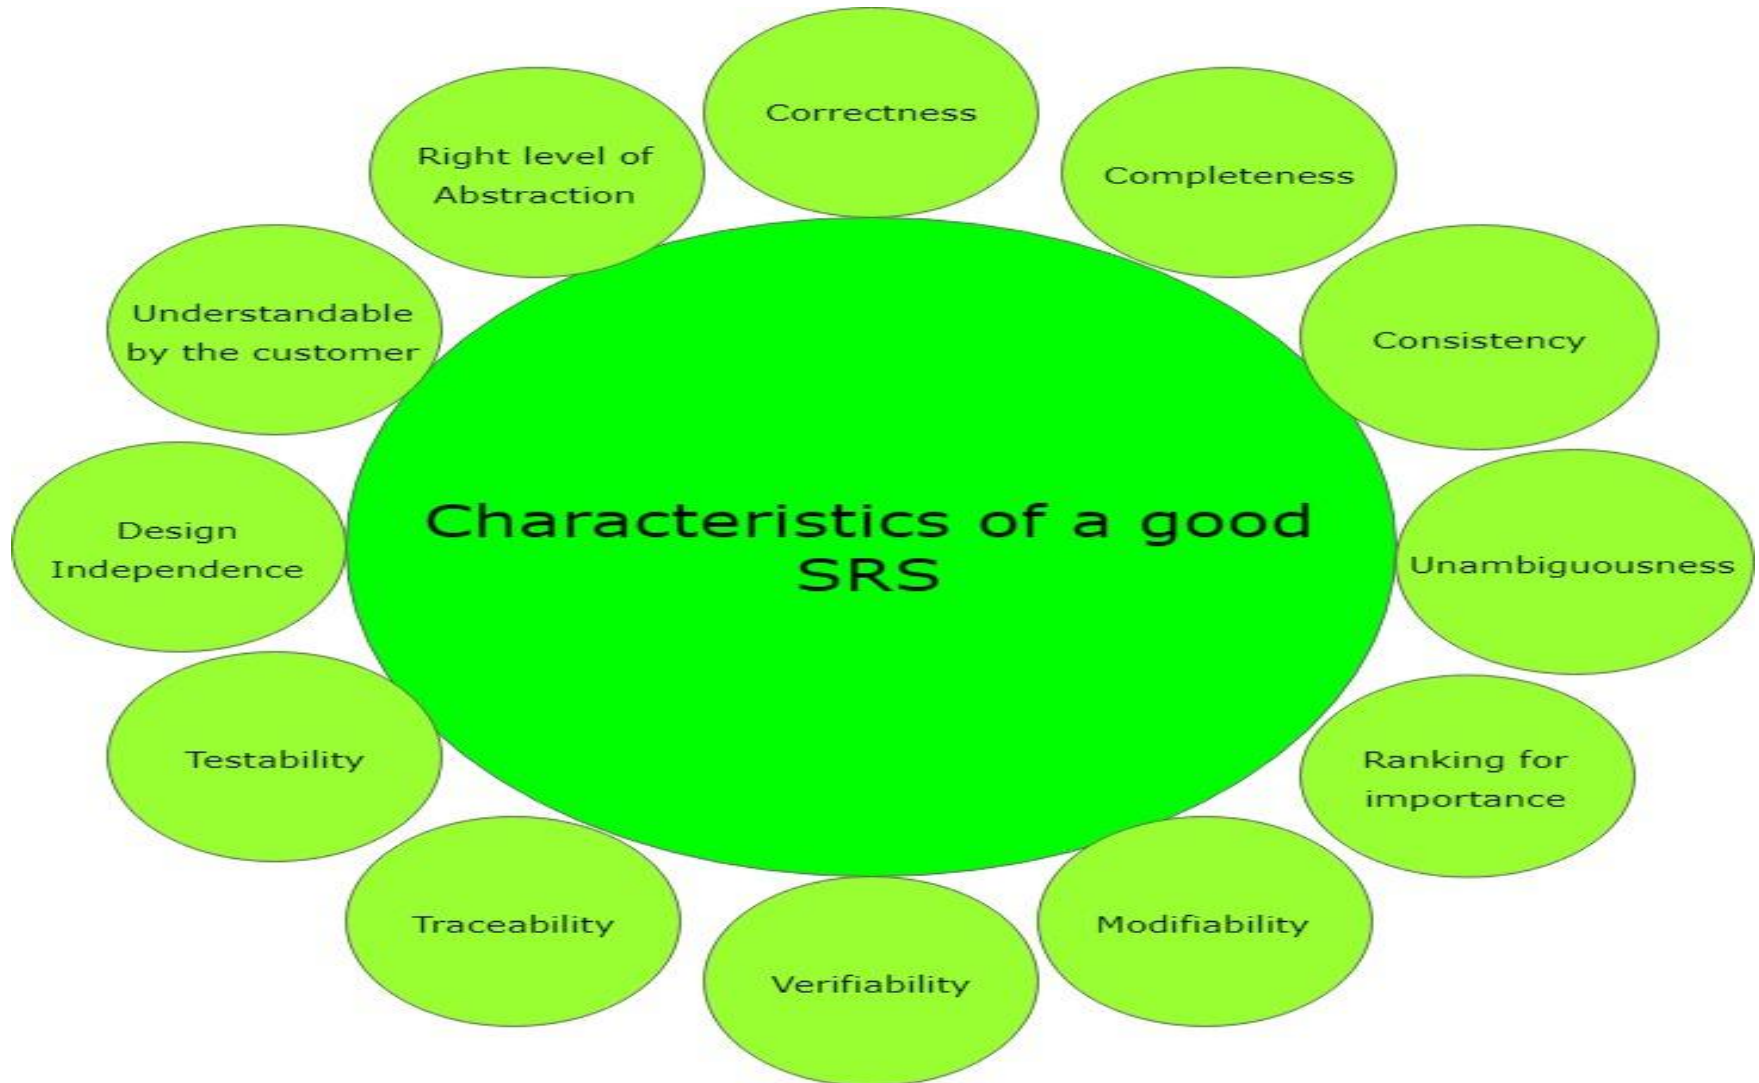 Correctness
Right level of
Abstraction
Completeness
Understandable
by the customer
Consistency
Characteristics of a good
SRS
Design
Independence
Unambiguousness
Testability
Ranking for
importance
Traceability
Modifiability
Verifiability